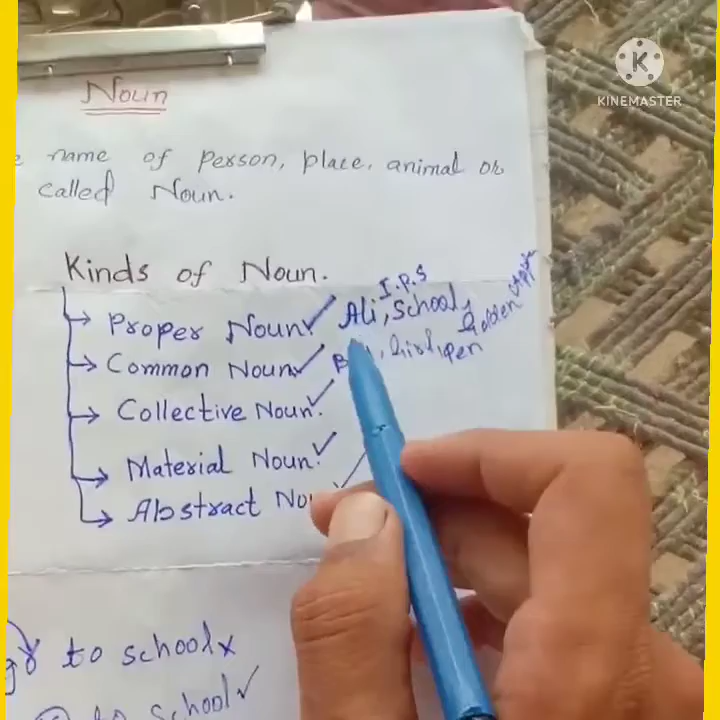 KINEMASTER
Noun
name of person, place, animal or
called Noun.
Kinds of Noun.
I.P.S
Proper Noun Ali, School, Golden
Common Noun Girl, Pen
Collective Noun.
Material Noun.
Abstract
to school
to school